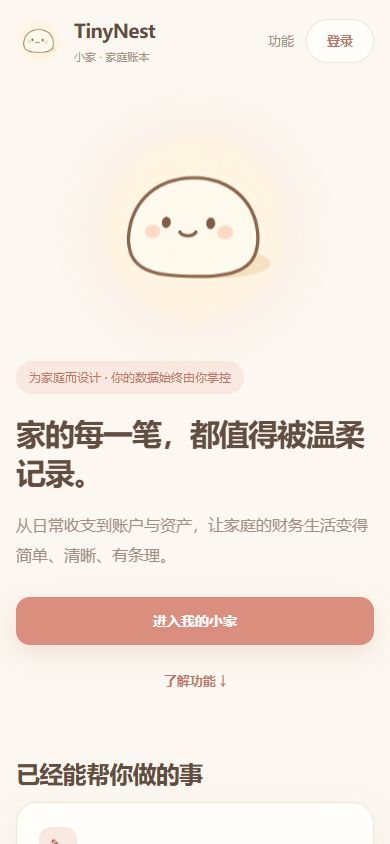 TinyNest
小家 · 家庭账本
功能
登录
为家庭而设计 · 你的数据始终由你掌控
家的每一笔，都值得被温柔
记录。
从日常收支到账户与资产，让家庭的财务生活变得
简单、清晰、有条理。
进入我的小家
了解功能 ↓
已经能帮你做的事